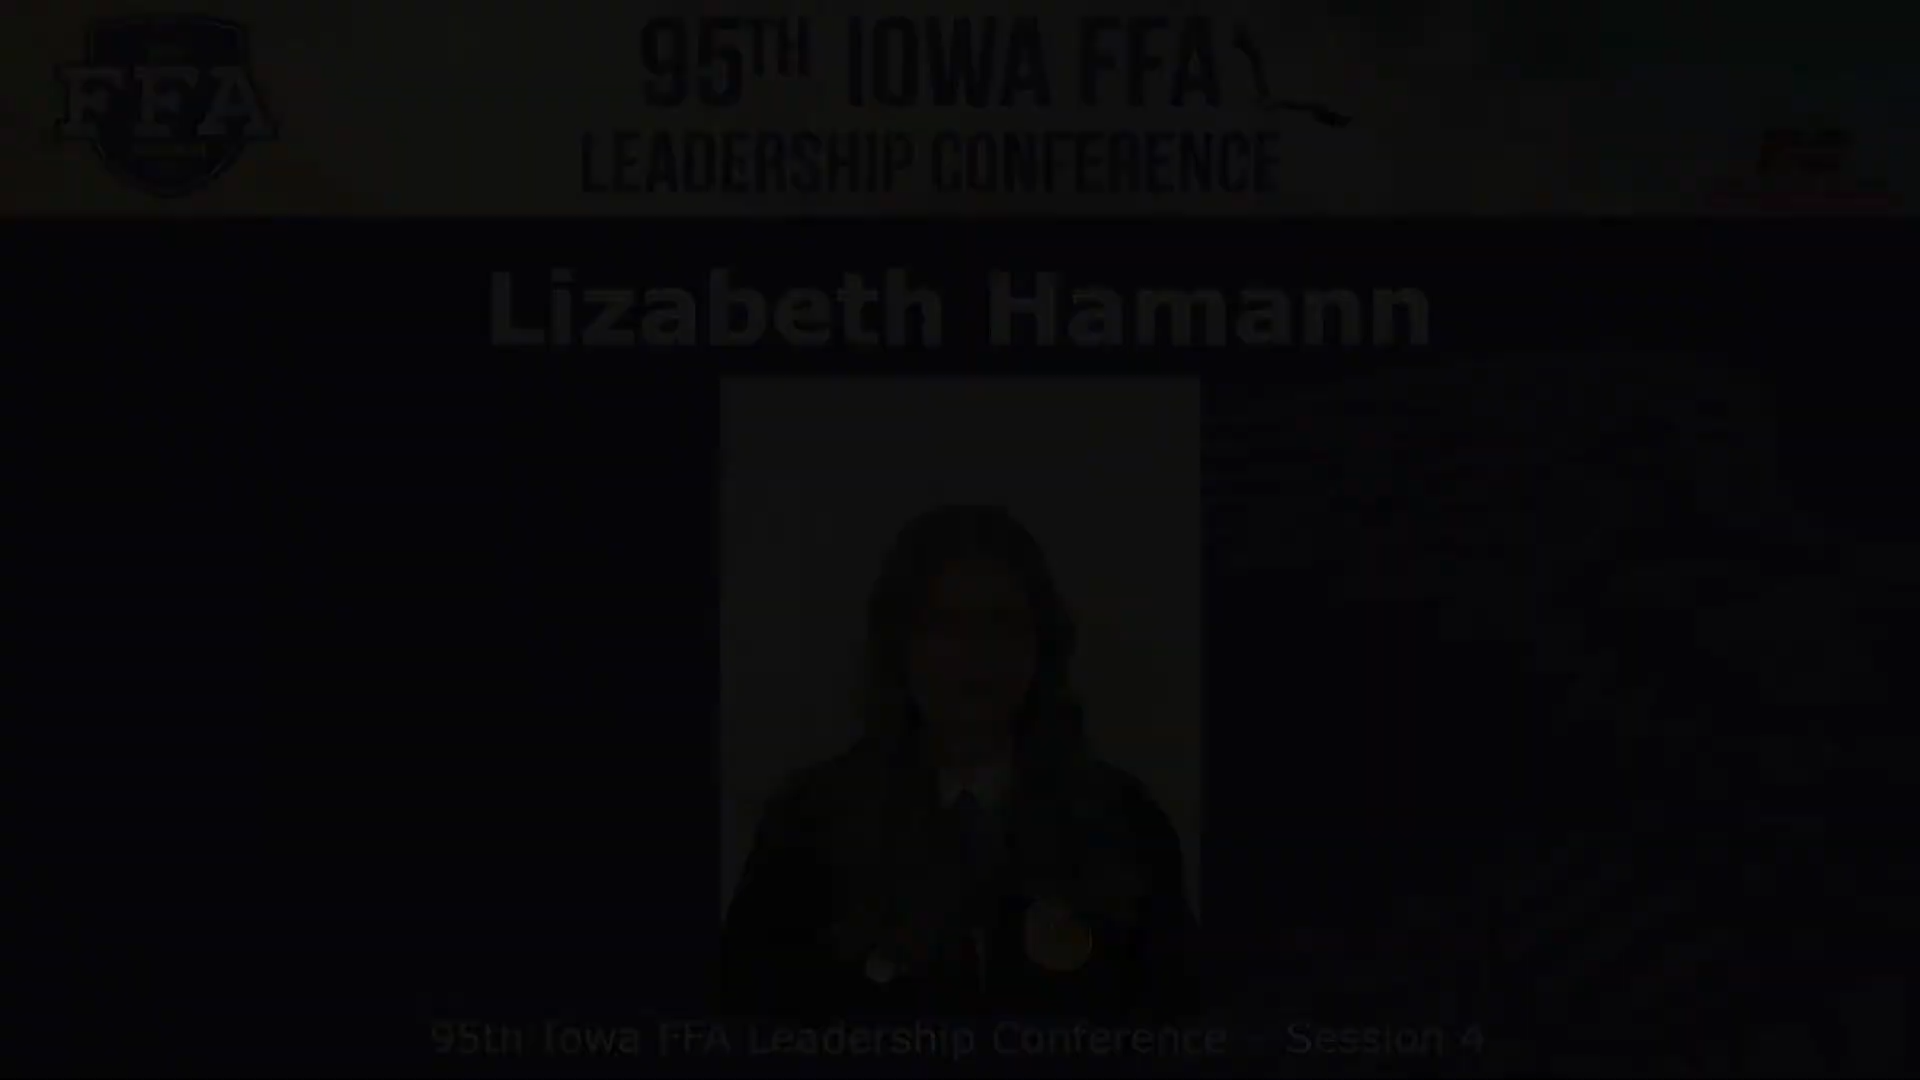 FFA
95TH IOWA FFA
LEADERSHIP CONFERENCE
Lizabeth Hamann
95th Iowa FFA Leadership Conference - Session 4